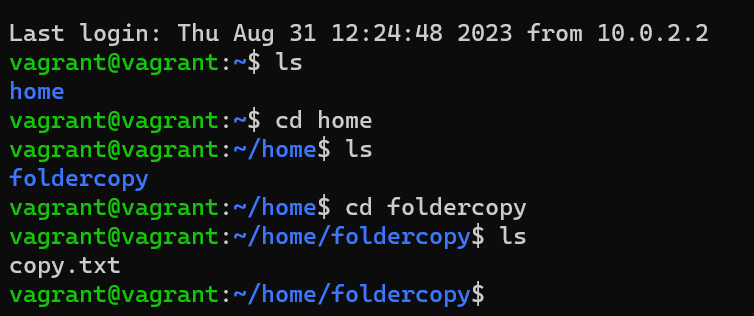 Last login: Thu Aug 31 12:24:48 2023 from 10.0.2.2
vagrant@vagrant:~$ ls
home
vagrant@vagrant:~$ cd home
vagrant@vagrant:~/home$ ls
foldercopy
vagrant@vagrant:~/home$ cd foldercopy
vagrant@vagrant:~/home/foldercopy$ ls
copy.txt
vagrant@vagrant:~/home/foldercopy$